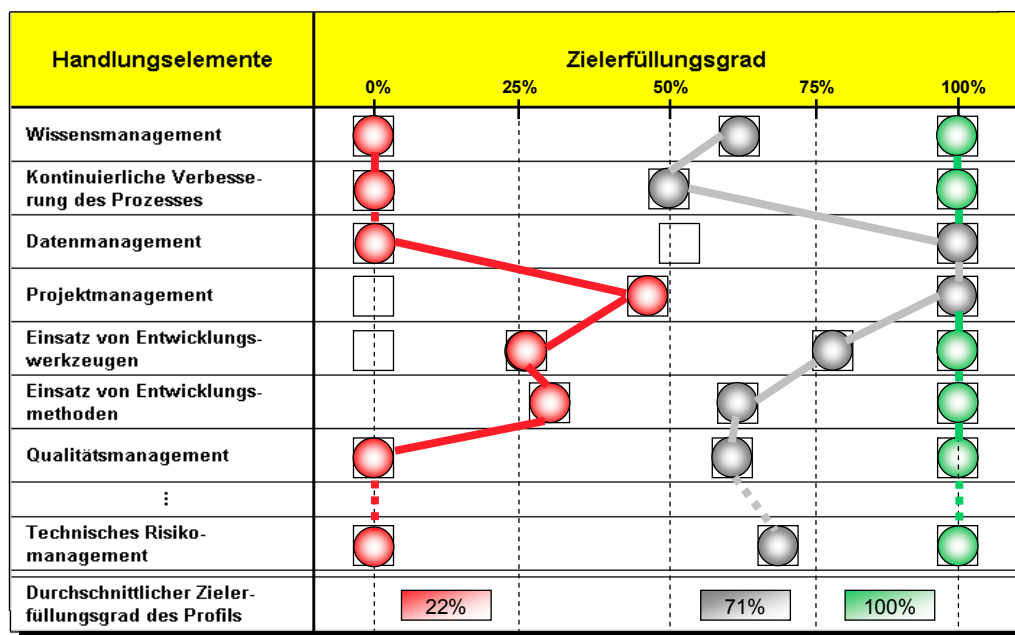 Handlungselemente
Zielerfüllungsgrad
0% 25% 50% 75% 100%
Wissensmanagement
Kontinuierliche Verbesse-
rung des Prozesses
Datenmanagement
Projektmanagement
Einsatz von Entwicklungs-
werkzeugen
Einsatz von Entwicklungs-
methoden
Qualitätsmanagement
⋮
Technisches Risiko-
management
Durchschnittlicher Zieler-
füllungsgrad des Profils
22% 71% 100%